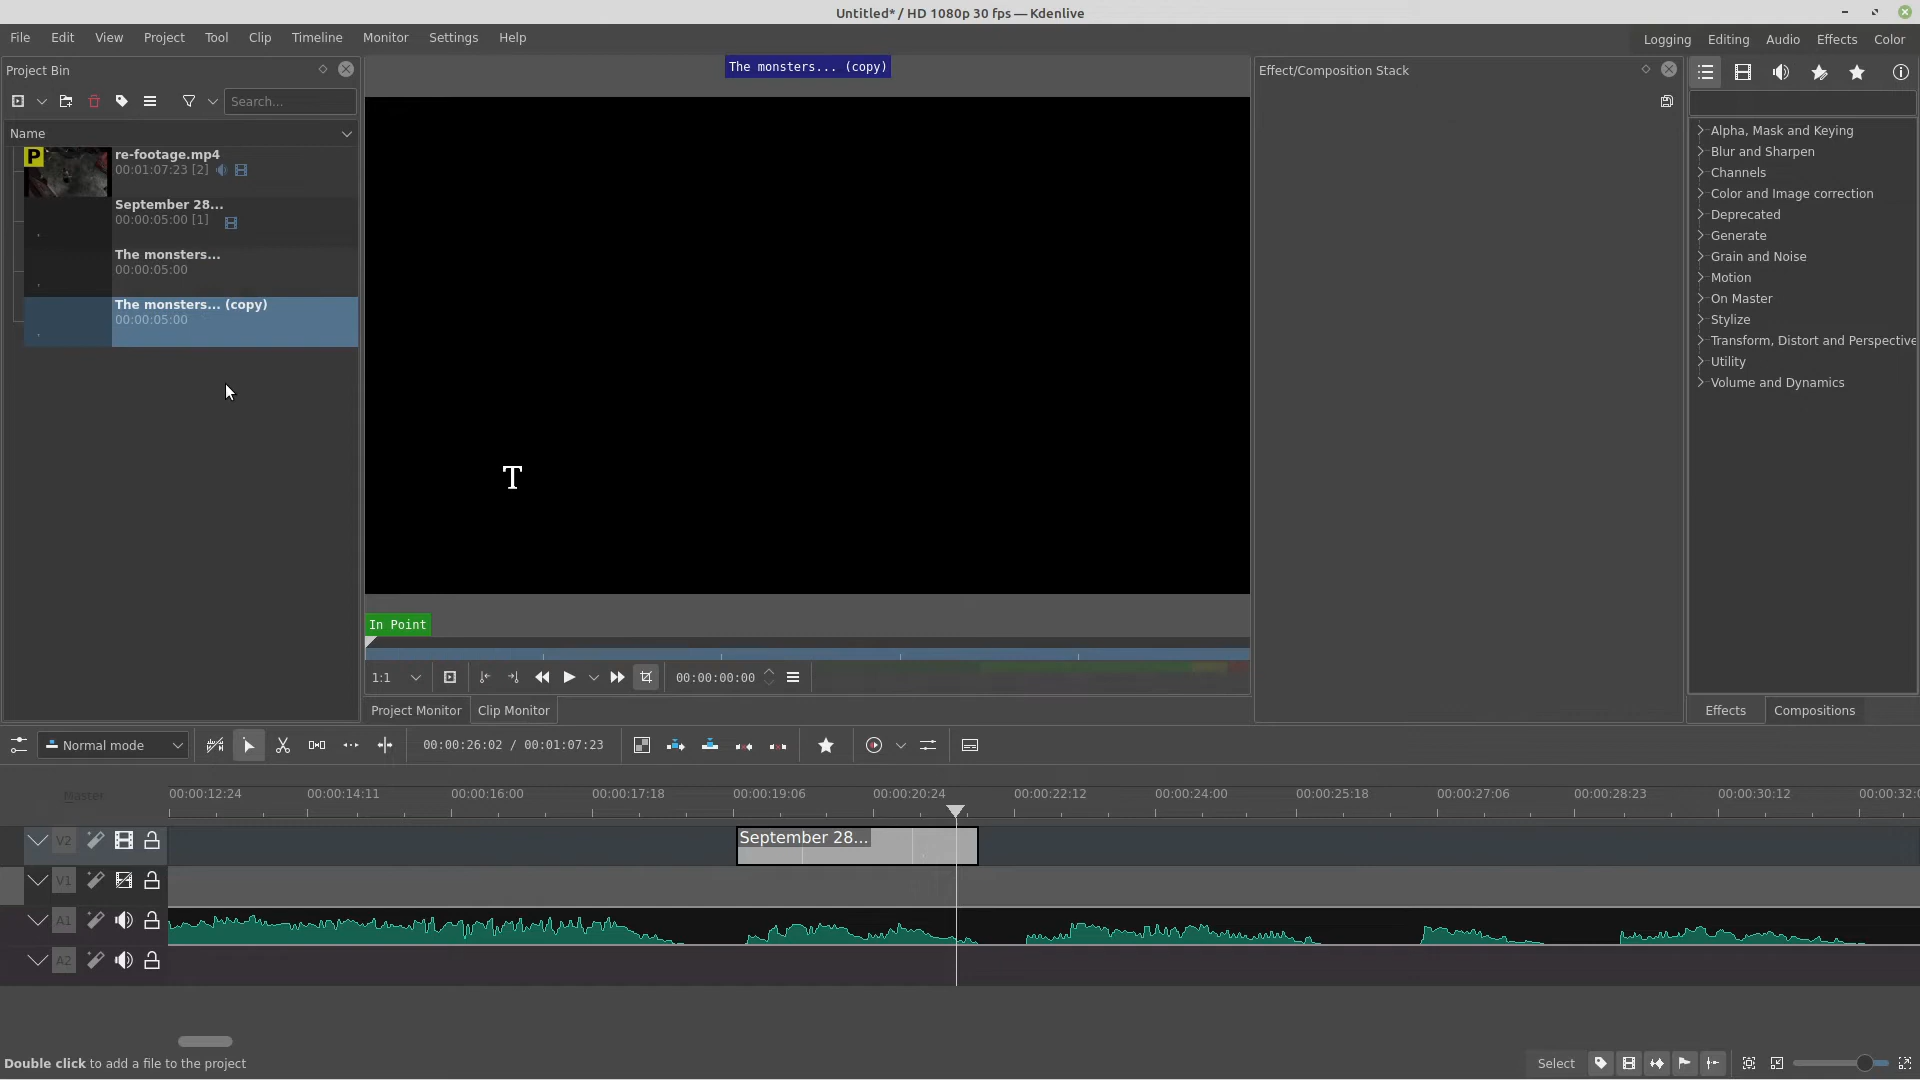 Untitled* / HD 1080p 30 fps — Kdenlive
File Edit View Project Tool Clip Timeline Monitor Settings Help
Logging Editing Audio Effects Color
Project Bin
Search...
Name
P
re-footage.mp4
00:01:07:23 [2]
September 28...
00:00:05:00 [1]
The monsters...
00:00:05:00
The monsters... (copy)
00:00:05:00
The monsters... (copy)
T
In Point
1:1
00:00:00:00
Project Monitor Clip Monitor
Effect/Composition Stack
Alpha, Mask and Keying
Blur and Sharpen
Channels
Color and Image correction
Deprecated
Generate
Grain and Noise
Motion
On Master
Stylize
Transform, Distort and Perspective
Utility
Volume and Dynamics
Effects Compositions
Normal mode
00:00:26:02 / 00:01:07:23
Master
00:00:12:24 00:00:14:11 00:00:16:00 00:00:17:18 00:00:19:06 00:00:20:24 00:00:22:12 00:00:24:00 00:00:25:18 00:00:27:06 00:00:28:23 00:00:30:12 00:00:32:0
V2
September 28...
V1
A1
A2
Double click to add a file to the project
Select